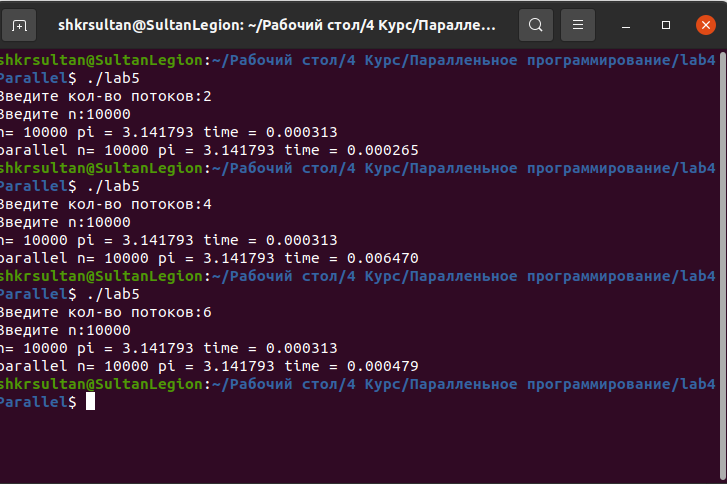 shkrsultan@SultanLegion: ~/Рабочий стол/4 Курс/Паралле...
shkrsultan@SultanLegion:~/Рабочий стол/4 Курс/Паралленьное программирование/lab4
Parallel$ ./lab5
Введите кол-во потоков:2
Введите n:10000
n= 10000 pi = 3.141793 time = 0.000313
parallel n= 10000 pi = 3.141793 time = 0.000265
shkrsultan@SultanLegion:~/Рабочий стол/4 Курс/Паралленьное программирование/lab4
Parallel$ ./lab5
Введите кол-во потоков:4
Введите n:10000
n= 10000 pi = 3.141793 time = 0.000313
parallel n= 10000 pi = 3.141793 time = 0.006470
shkrsultan@SultanLegion:~/Рабочий стол/4 Курс/Паралленьное программирование/lab4
Parallel$ ./lab5
Введите кол-во потоков:6
Введите n:10000
n= 10000 pi = 3.141793 time = 0.000313
parallel n= 10000 pi = 3.141793 time = 0.000479
shkrsultan@SultanLegion:~/Рабочий стол/4 Курс/Паралленьное программирование/lab4
Parallel$